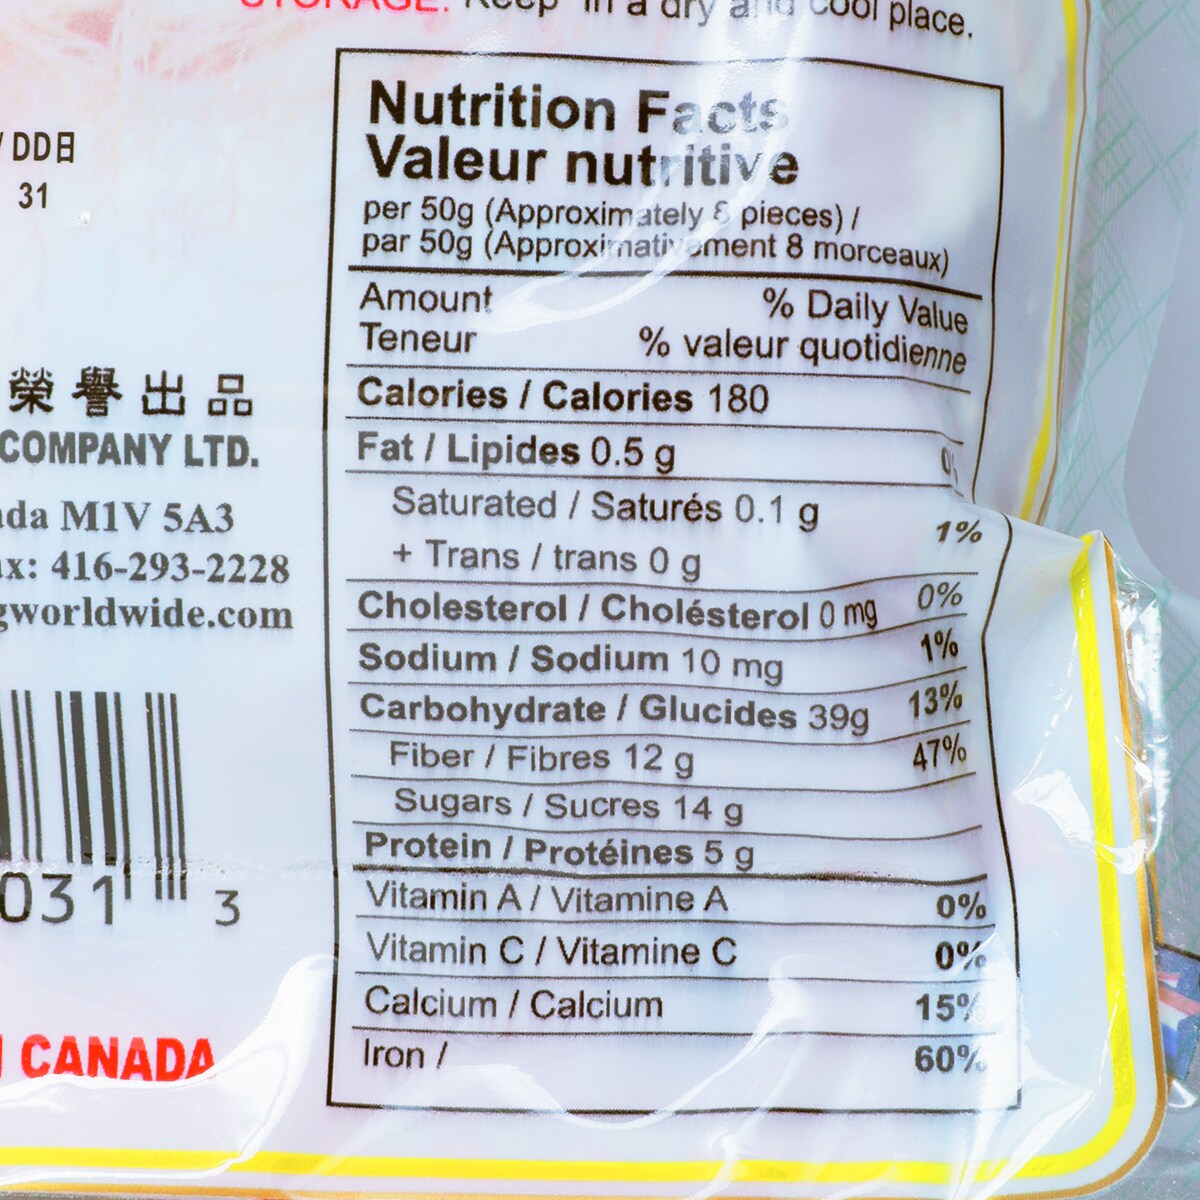 STORAGE: Keep in a dry and cool place.
/ DD日
31
榮譽出品
COMPANY LTD.
M1V 5A3
416-293-2228
gworldwide.com
031 3
CANADA
Nutrition Facts
Valeur nutritive
per 50g (Approximately 8 pieces) /
par 50g (Approximativement 8 morceaux)
Amount % Daily Value
Teneur % valeur quotidienne
Calories / Calories 180
Fat / Lipides 0.5 g
Saturated / Saturés 0.1 g 1%
+ Trans / trans 0 g
Cholesterol / Choléstérol 0 mg 0%
Sodium / Sodium 10 mg 1%
Carbohydrate / Glucides 39g 13%
Fiber / Fibres 12 g 47%
Sugars / Sucres 14 g
Protein / Protéines 5 g
Vitamin A / Vitamine A 0%
Vitamin C / Vitamine C 0%
Calcium / Calcium 15%
Iron / 60%